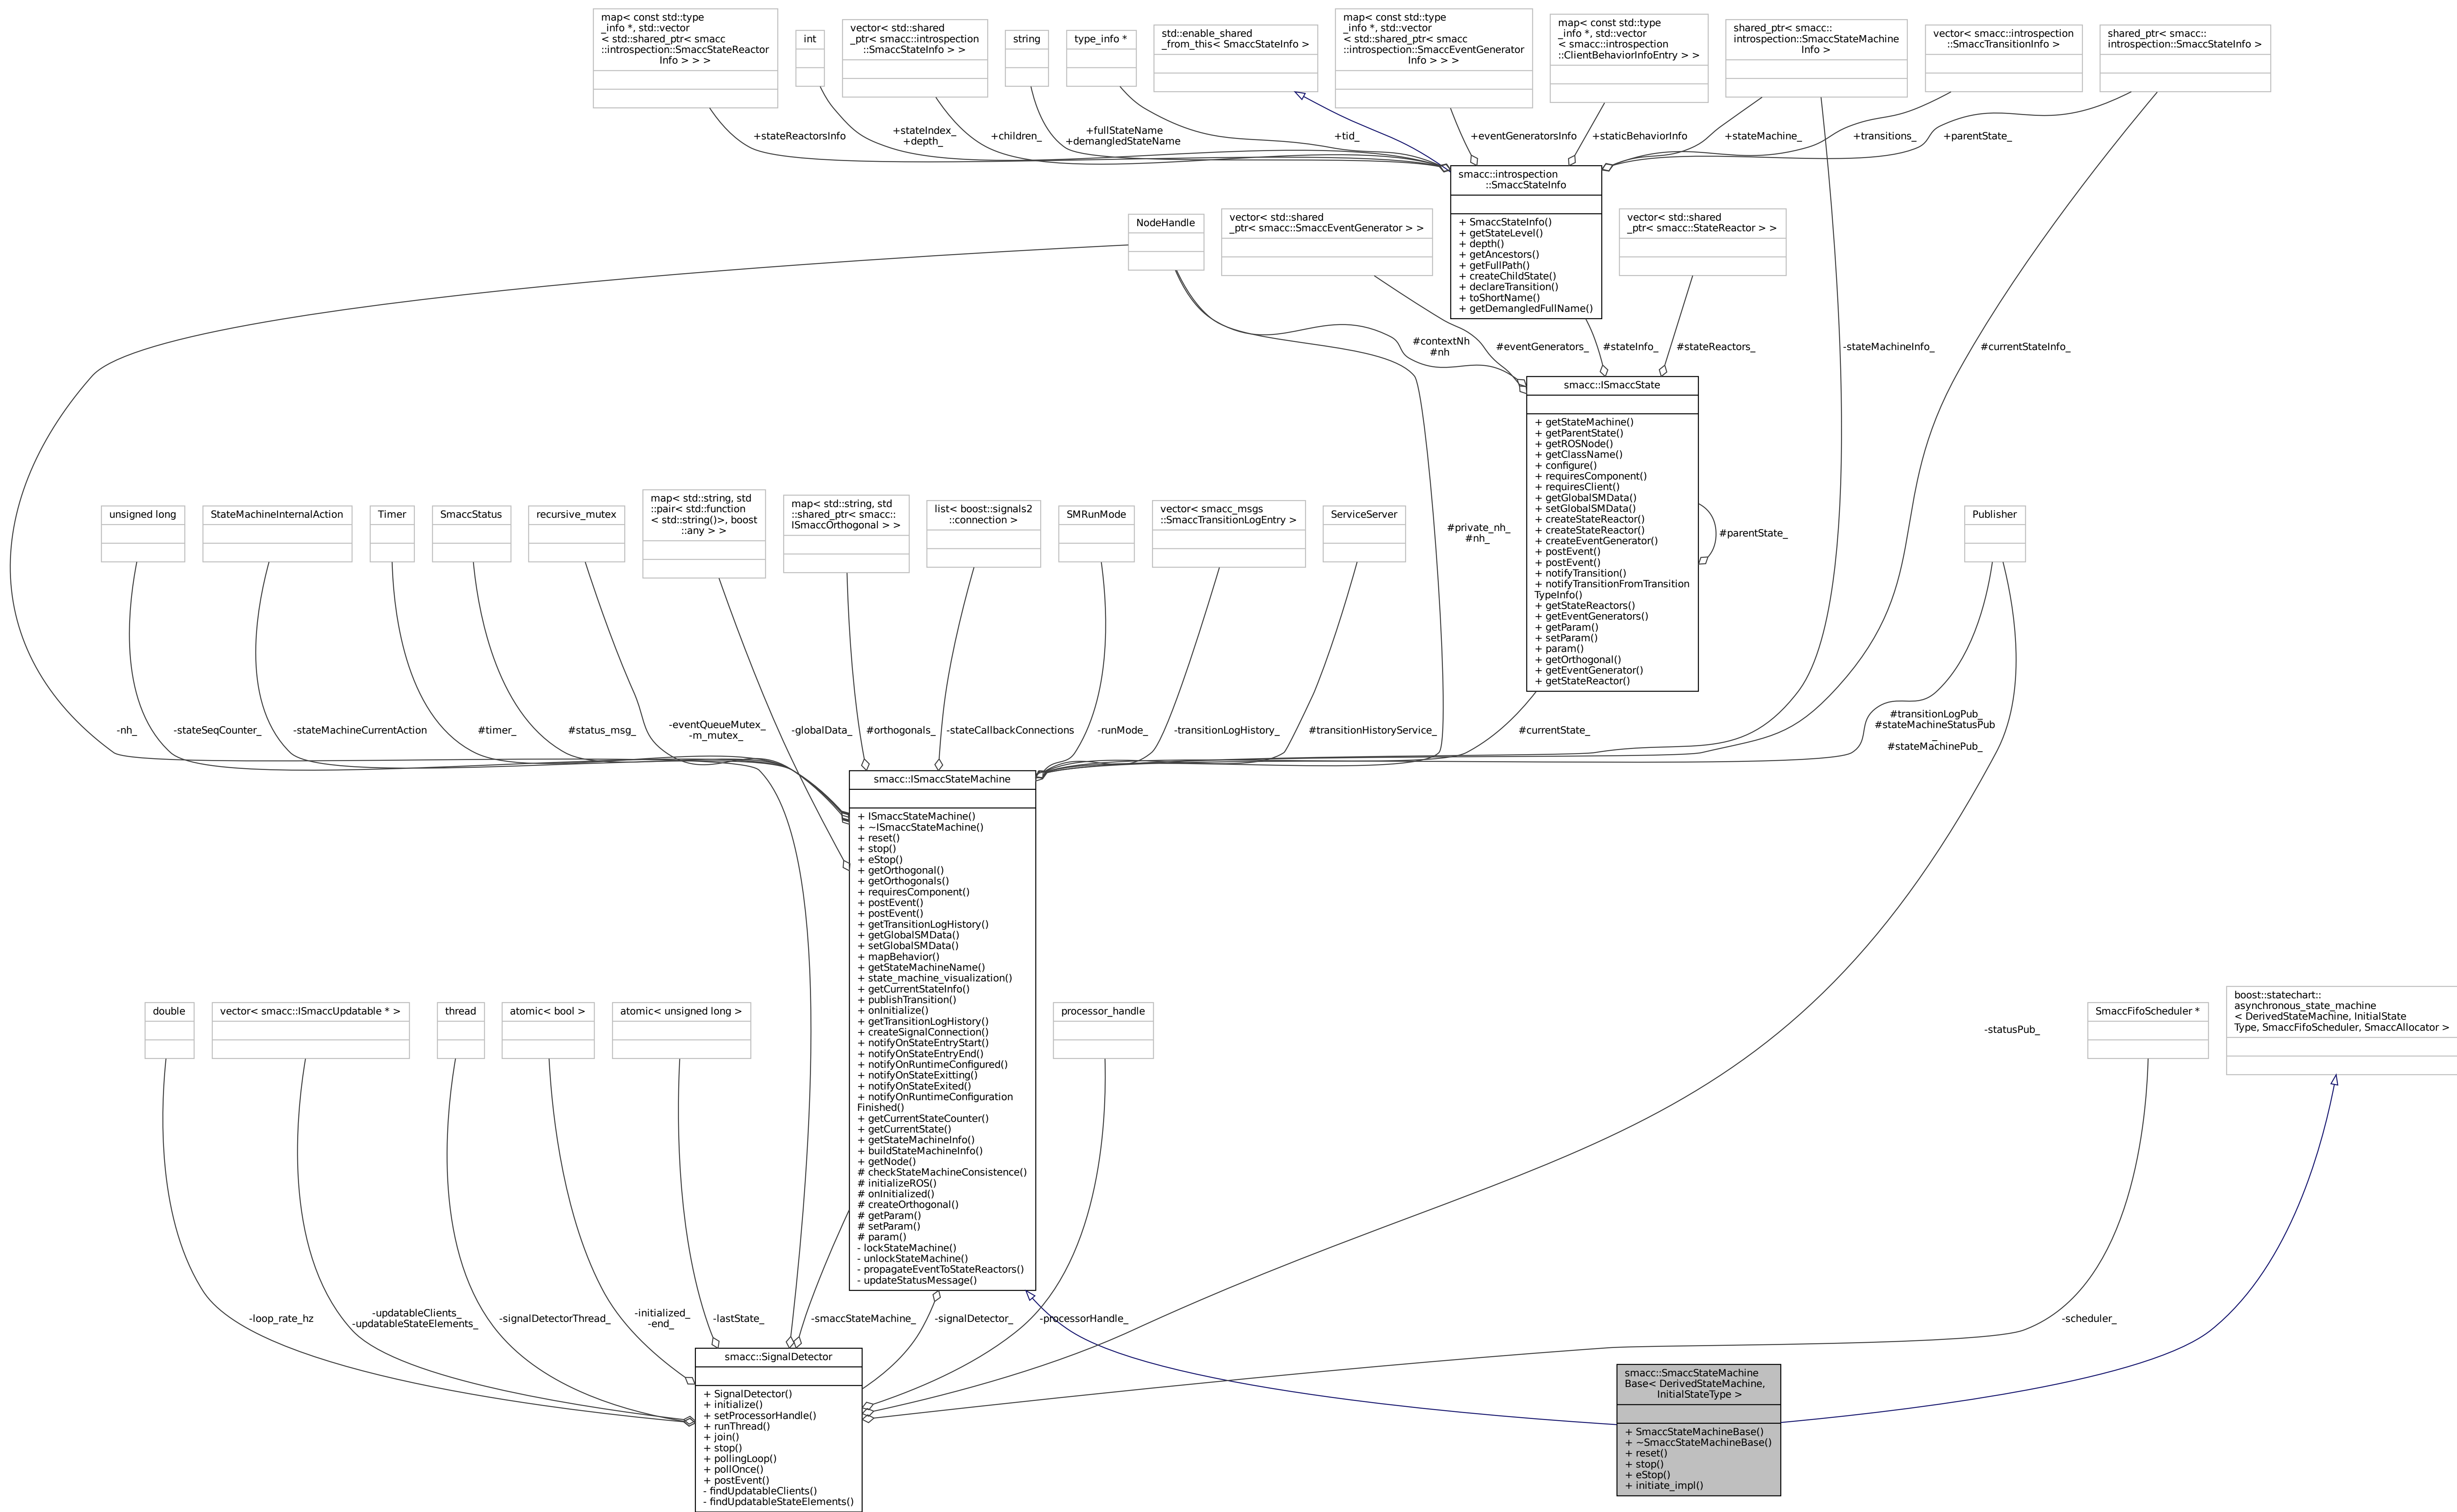 map< const std::type
_info *, std::vector
< std::shared_ptr< smacc
::introspection::SmaccStateReactor
Info > > >
int
vector< std::shared
_ptr< smacc::introspection
::SmaccStateInfo > >
string
type_info *
std::enable_shared
_from_this< SmaccStateInfo >
map< const std::type
_info *, std::vector
< std::shared_ptr< smacc
::introspection::SmaccEventGenerator
Info > > >
map< const std::type
_info *, std::vector
< smacc::introspection
::ClientBehaviorInfoEntry > >
shared_ptr< smacc::
introspection::SmaccStateMachine
Info >
vector< smacc::introspection
::SmaccTransitionInfo >
shared_ptr< smacc::
introspection::SmaccStateInfo >
+stateReactorsInfo
+stateIndex_
+depth_
+children_
+fullStateName
+demangledStateName
+tid_
+eventGeneratorsInfo
+staticBehaviorInfo
+stateMachine_
+transitions_
+parentState_
smacc::introspection
::SmaccStateInfo
+ SmaccStateInfo()
+ getStateLevel()
+ depth()
+ getAncestors()
+ getFullPath()
+ createChildState()
+ declareTransition()
+ toShortName()
+ getDemangledFullName()
NodeHandle
vector< std::shared
_ptr< smacc::SmaccEventGenerator > >
vector< std::shared
_ptr< smacc::StateReactor > >
#contextNh
#nh
#eventGenerators_
#stateInfo_
#stateReactors_
-stateMachineInfo_
#currentStateInfo_
smacc::ISmaccState
+ getStateMachine()
+ getParentState()
+ getROSNode()
+ getClassName()
+ configure()
+ requiresComponent()
+ requiresClient()
+ getGlobalSMData()
+ setGlobalSMData()
+ createStateReactor()
+ createStateReactor()
+ createEventGenerator()
+ postEvent()
+ postEvent()
+ notifyTransition()
+ notifyTransitionFromTransition
TypeInfo()
+ getStateReactors()
+ getEventGenerators()
+ getParam()
+ setParam()
+ param()
+ getOrthogonal()
+ getEventGenerator()
+ getStateReactor()
#parentState_
unsigned long
StateMachineInternalAction
Timer
SmaccStatus
recursive_mutex
map< std::string, std
::pair< std::function
< std::string()>, boost
::any > >
map< std::string, std
::shared_ptr< smacc::
ISmaccOrthogonal > >
list< boost::signals2
::connection >
SMRunMode
vector< smacc_msgs
::SmaccTransitionLogEntry >
ServiceServer
#private_nh_
#nh_
Publisher
-nh_
-stateSeqCounter_
-stateMachineCurrentAction
#timer_
#status_msg_
-eventQueueMutex_
-m_mutex_
-globalData_
#orthogonals_
-stateCallbackConnections
-runMode_
-transitionLogHistory_
#transitionHistoryService_
#currentState_
#transitionLogPub_
#stateMachineStatusPub
_
#stateMachinePub_
smacc::ISmaccStateMachine
+ ISmaccStateMachine()
+ ~ISmaccStateMachine()
+ reset()
+ stop()
+ eStop()
+ getOrthogonal()
+ getOrthogonals()
+ requiresComponent()
+ postEvent()
+ postEvent()
+ getTransitionLogHistory()
+ getGlobalSMData()
+ setGlobalSMData()
+ mapBehavior()
+ getStateMachineName()
+ state_machine_visualization()
+ getCurrentStateInfo()
+ publishTransition()
+ onInitialize()
+ getTransitionLogHistory()
+ createSignalConnection()
+ notifyOnStateEntryStart()
+ notifyOnStateEntryEnd()
+ notifyOnRuntimeConfigured()
+ notifyOnStateExitting()
+ notifyOnStateExited()
+ notifyOnRuntimeConfiguration
Finished()
+ getCurrentStateCounter()
+ getCurrentState()
+ getStateMachineInfo()
+ buildStateMachineInfo()
+ getNode()
# checkStateMachineConsistence()
# initializeROS()
# onInitialized()
# createOrthogonal()
# getParam()
# setParam()
# param()
- lockStateMachine()
- unlockStateMachine()
- propagateEventToStateReactors()
- updateStatusMessage()
double
vector< smacc::ISmaccUpdatable * >
thread
atomic< bool >
atomic< unsigned long >
processor_handle
-statusPub_
SmaccFifoScheduler *
boost::statechart::
asynchronous_state_machine
< DerivedStateMachine, InitialState
Type, SmaccFifoScheduler, SmaccAllocator >
-loop_rate_hz
-updatableClients_
-updatableStateElements_
-signalDetectorThread_
-initialized_
-end_
-lastState_
-smaccStateMachine_
-signalDetector_
-processorHandle_
-scheduler_
smacc::SignalDetector
+ SignalDetector()
+ initialize()
+ setProcessorHandle()
+ runThread()
+ join()
+ stop()
+ pollingLoop()
+ pollOnce()
+ postEvent()
- findUpdatableClients()
- findUpdatableStateElements()
smacc::SmaccStateMachine
Base< DerivedStateMachine,
InitialStateType >
+ SmaccStateMachineBase()
+ ~SmaccStateMachineBase()
+ reset()
+ stop()
+ eStop()
+ initiate_impl()